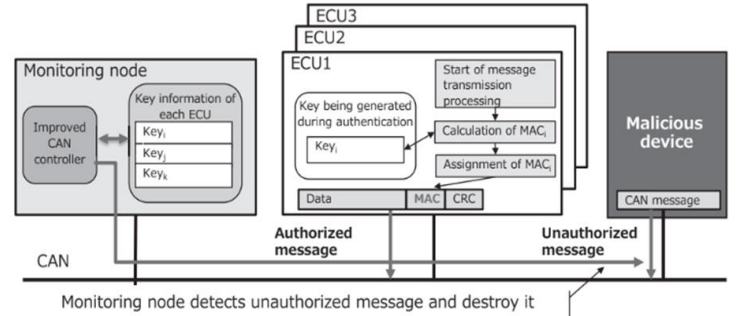 ECU3
ECU2
ECU1
Monitoring node
Key information of
each ECU
Improved
CAN
controller
Keyi
Keyj
Keyk
Key being generated
during authentication
Keyi
Start of message
transmission
processing
Calculation of MACi
Assignment of MACi
Data
MAC
CRC
Malicious
device
CAN message
Authorized
message
Unauthorized
message
CAN
Monitoring node detects unauthorized message and destroy it